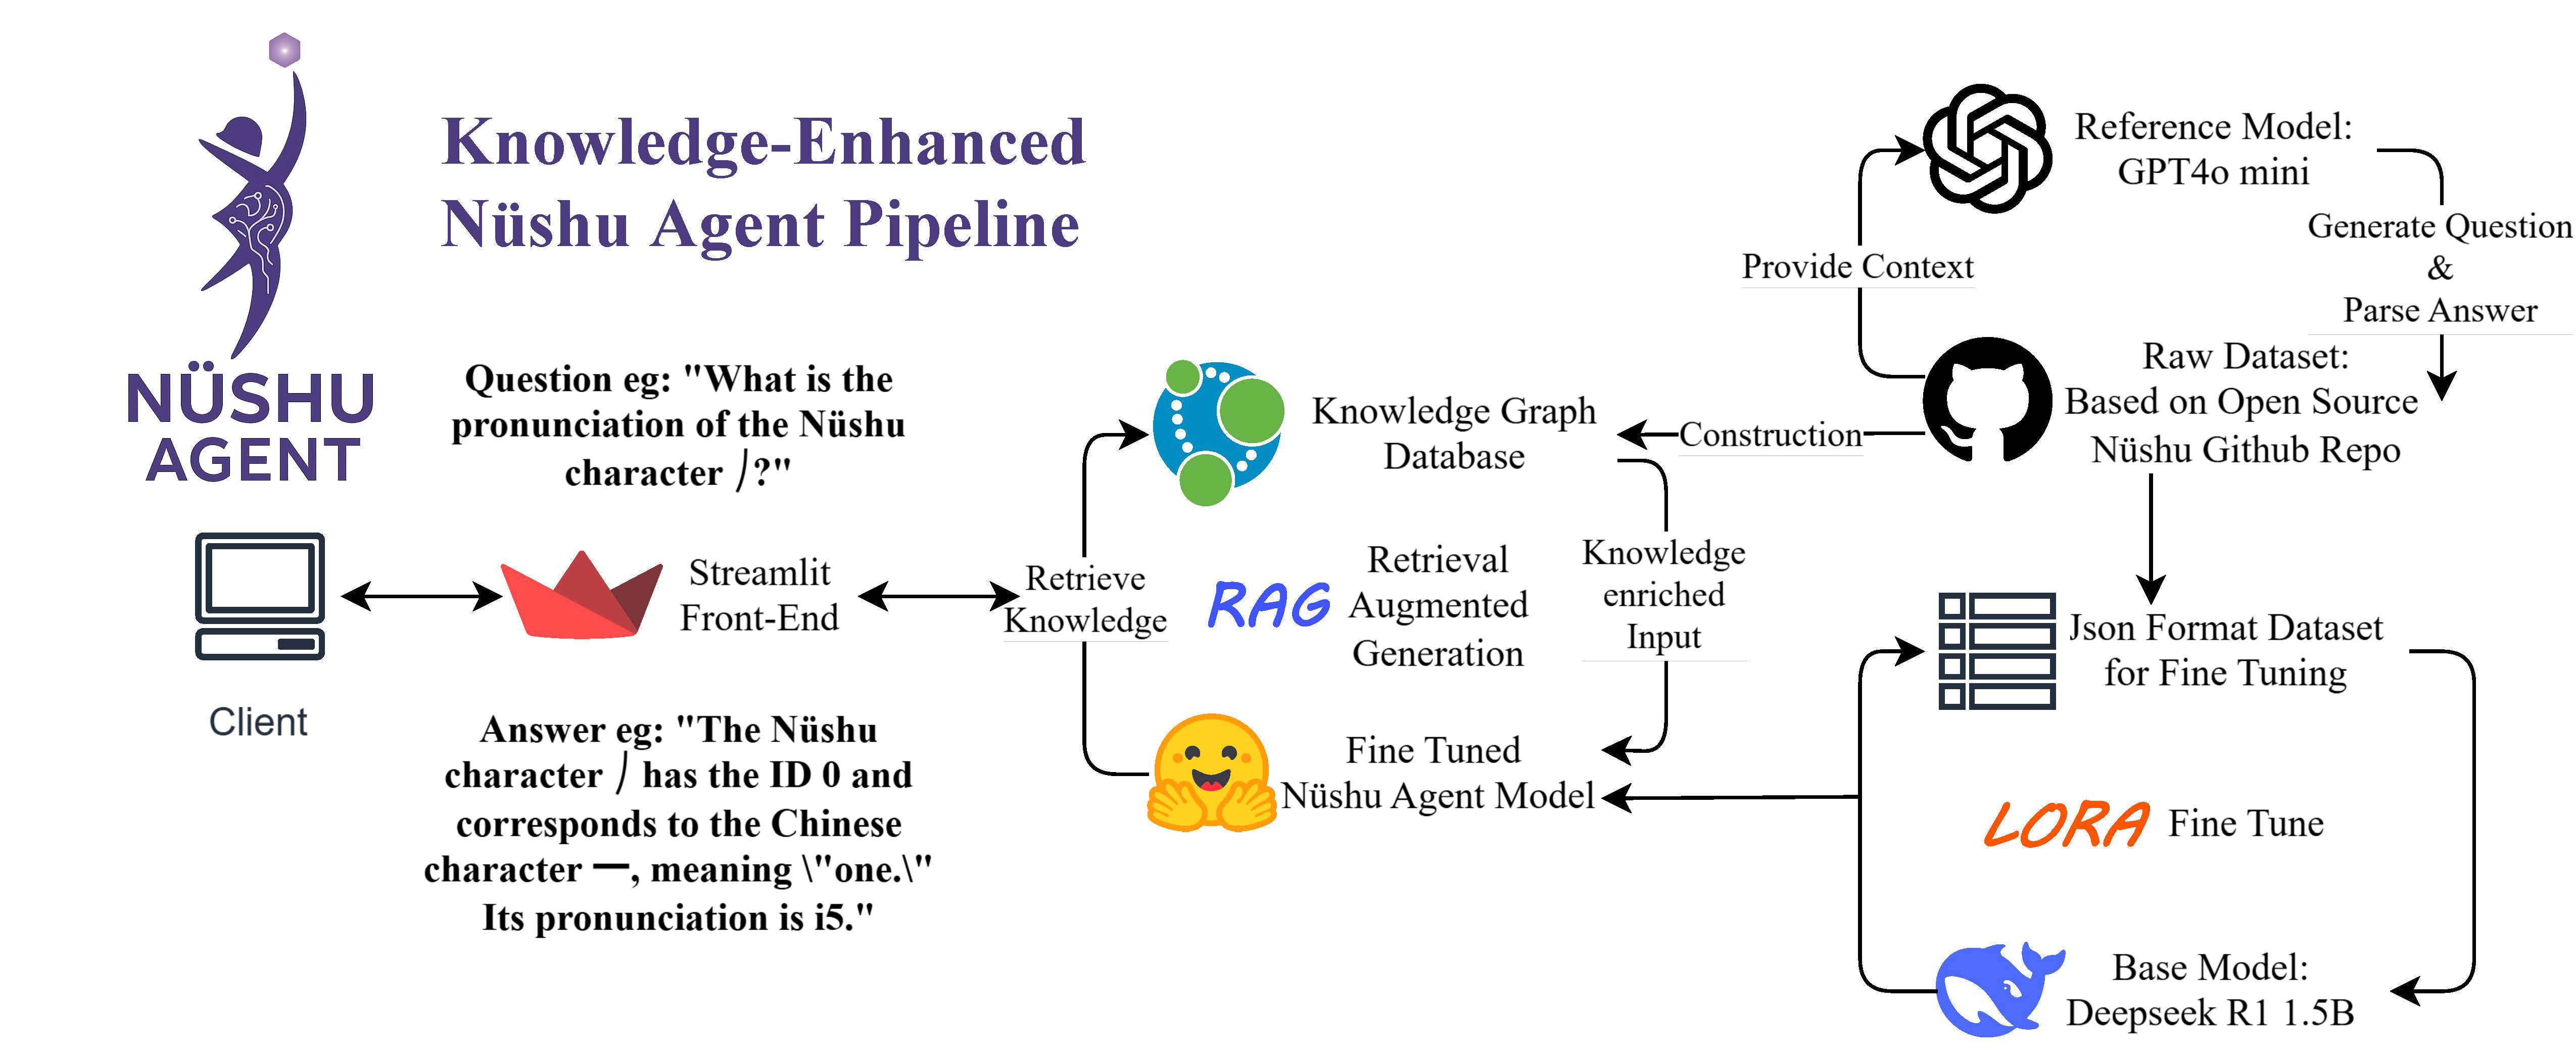 Knowledge-Enhanced
Nüshu Agent Pipeline
NÜSHU
AGENT
Question eg: "What is the
pronunciation of the Nüshu
character 丿?"
Client
Streamlit
Front-End
Answer eg: "The Nüshu
character 丿 has the ID 0 and
corresponds to the Chinese
character 一, meaning \"one.\"
Its pronunciation is i5."
Retrieve
Knowledge
Knowledge Graph
Database
RAG
Retrieval
Augmented
Generation
Knowledge
enriched
Input
Fine Tuned
Nüshu Agent Model
Construction
Provide Context
Reference Model:
GPT4o mini
Generate Question
&
Parse Answer
Raw Dataset:
Based on Open Source
Nüshu Github Repo
Json Format Dataset
for Fine Tuning
LORA Fine Tune
Base Model:
Deepseek R1 1.5B